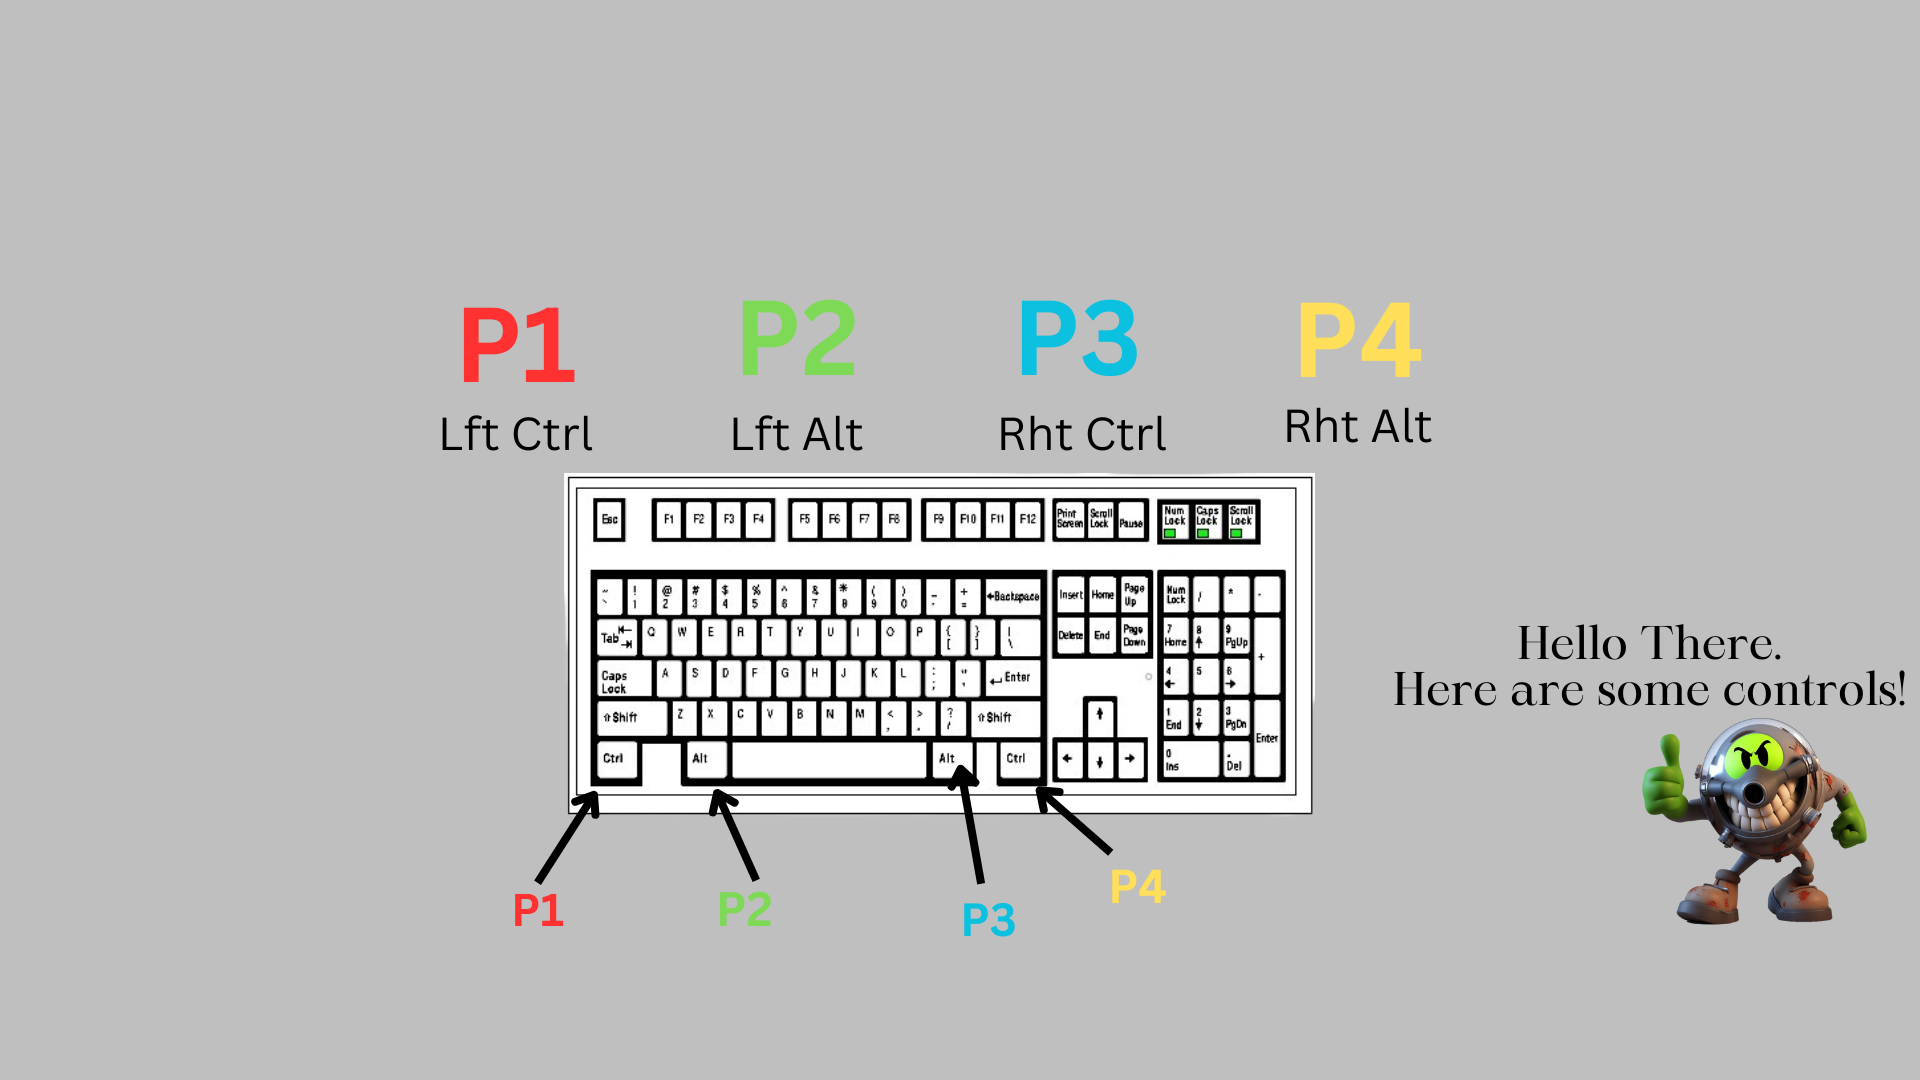 P1 P2 P3 P4
Lft Ctrl Lft Alt Rht Ctrl Rht Alt
Esc F1 F2 F3 F4 F5 F6 F7 F8 F9 F10 F11 F12 Print Screen Scroll Lock Pause Num Lock Caps Lock Scroll Lock
~ ` ! 1 @ 2 # 3 $ 4 % 5 ^ 6 & 7 * 8 ( 9 ) 0 _ - + = ←Backspace Insert Home Page Up Num Lock / * -
Tab Q W E R T Y U I O P { [ } ] | \ Delete End Page Down 7 Home 8 ↑ 9 PgUp +
Caps Lock A S D F G H J K L : ; " ' ↵ Enter 4 ← 5 6 →
⇧Shift Z X C V B N M < , > . ? / ⇧Shift ↑ 1 End 2 ↓ 3 PgDn Enter
Ctrl Alt Alt Ctrl ← ↓ → 0 Ins . Del
Hello There.
Here are some controls!
P1 P2 P3 P4